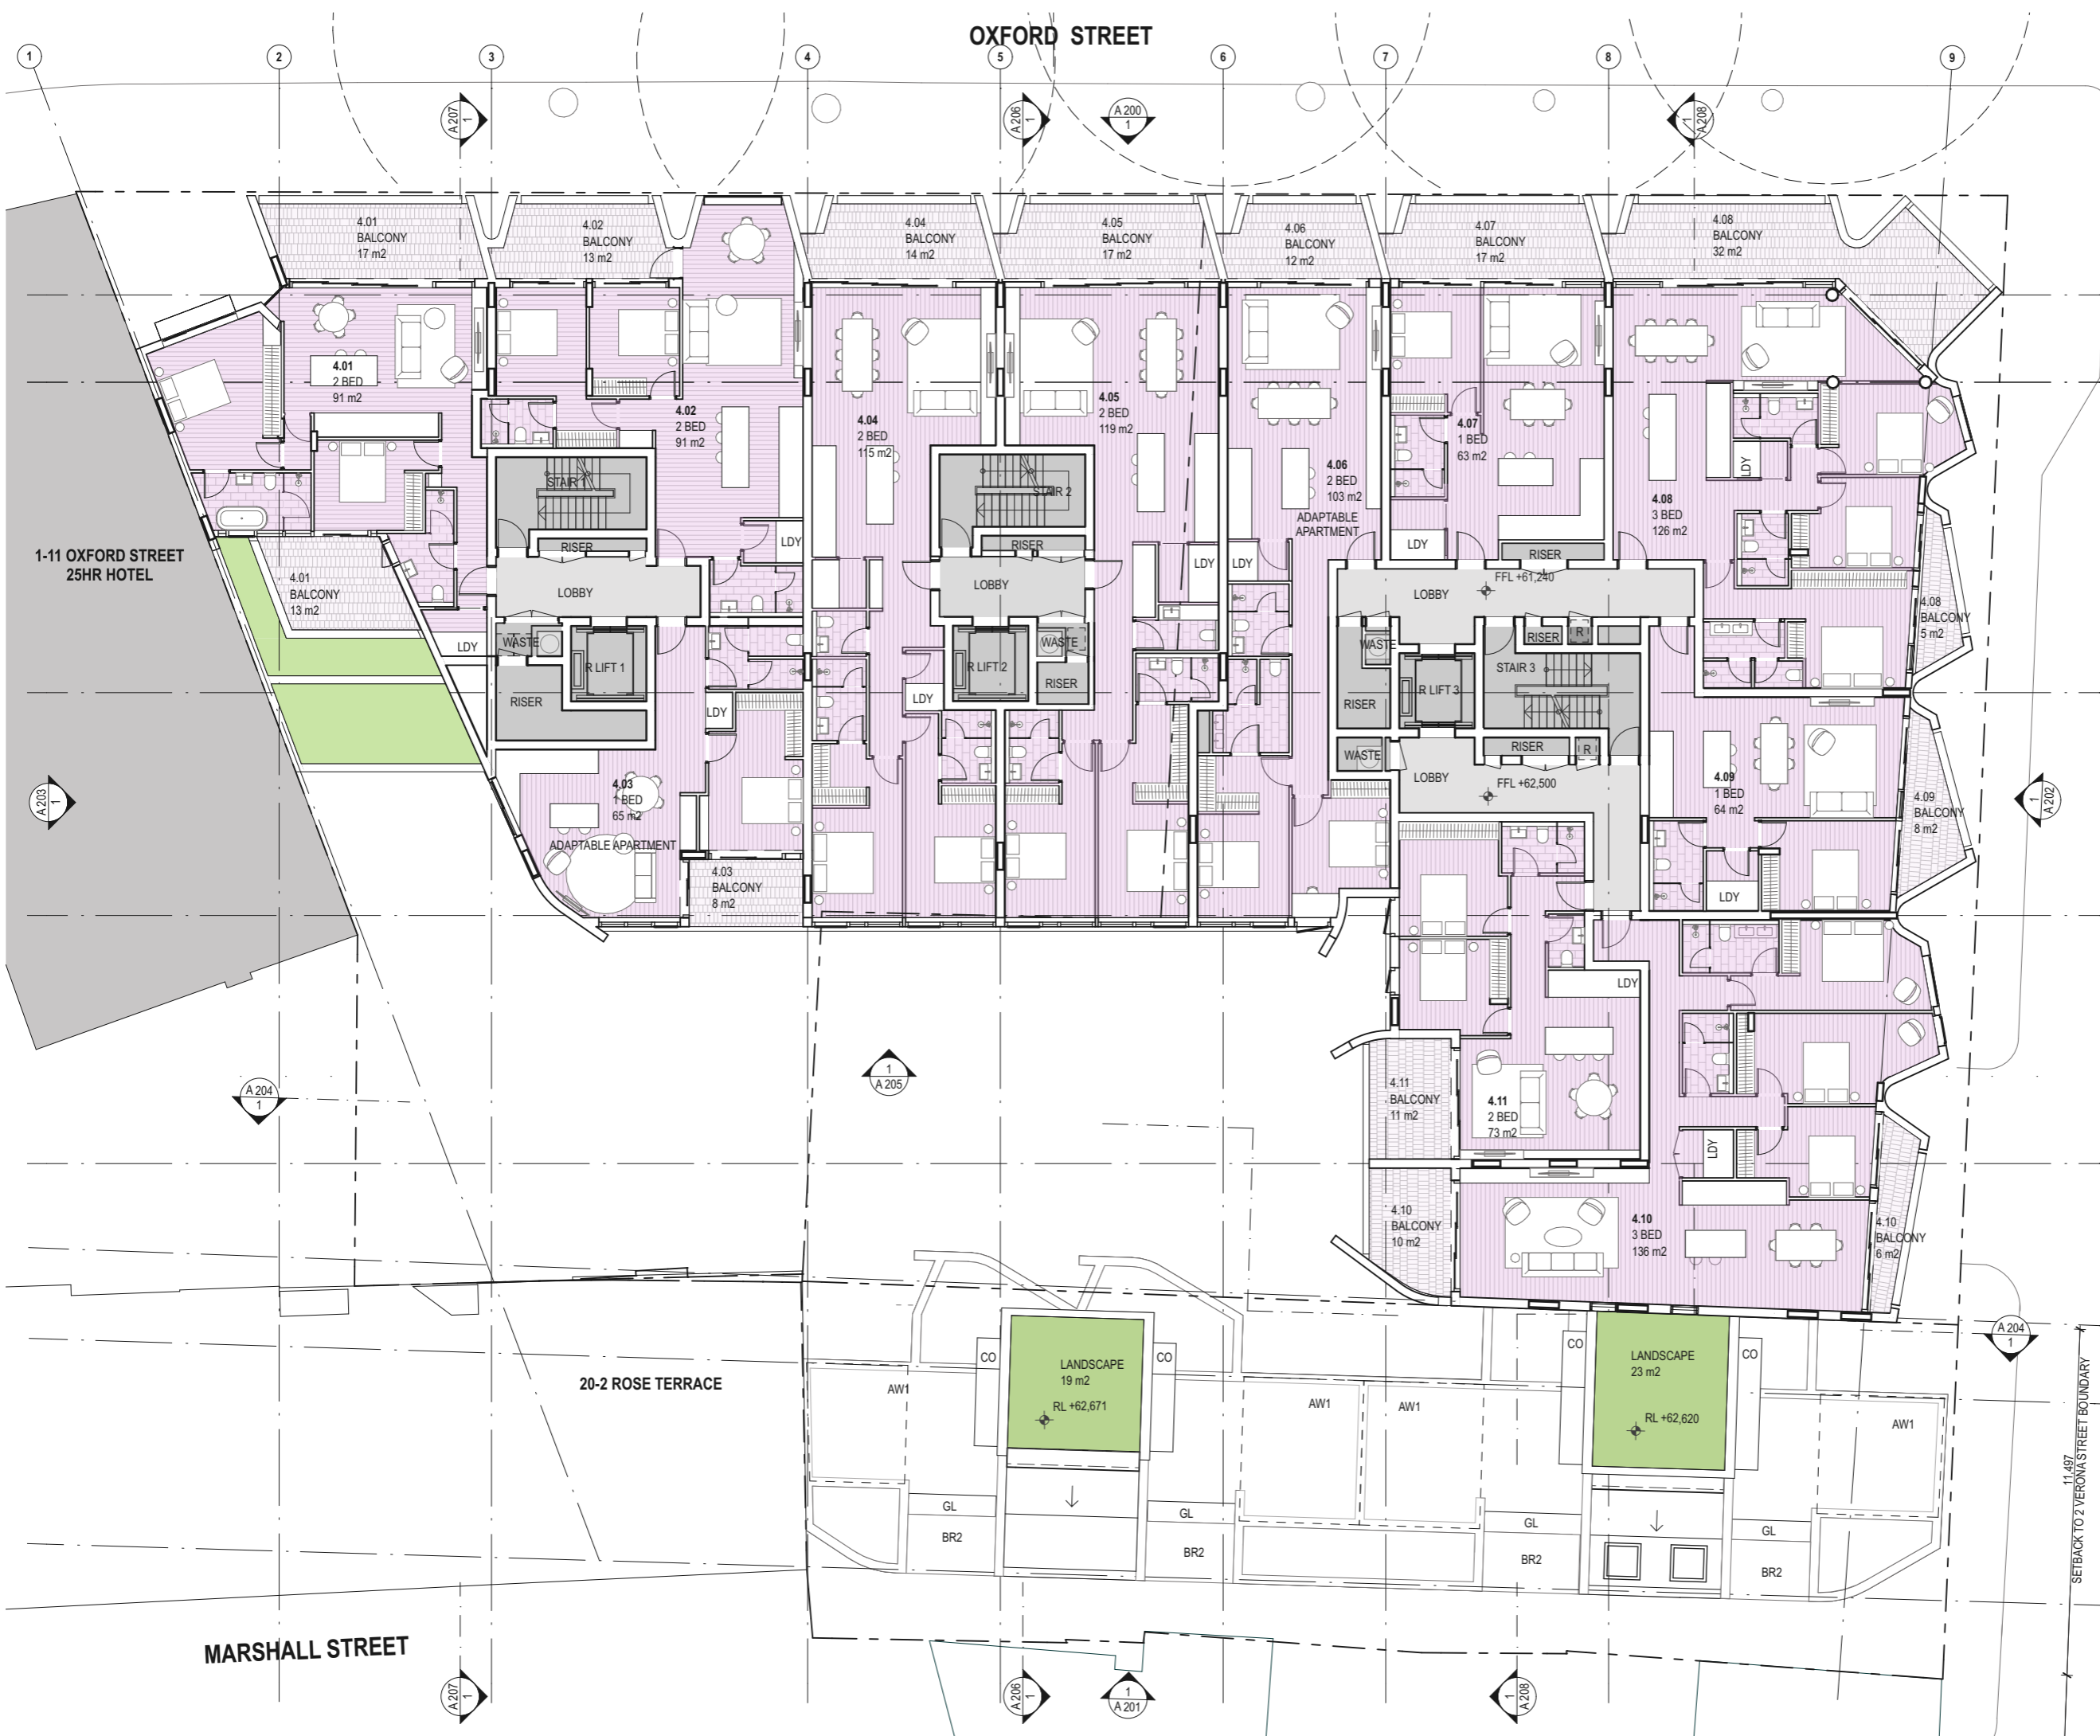 OXFORD STREET
1
2
3
4
5
6
7
8
9
A 207
1
A 206
1
A 200
1
1
A 208
4.01
BALCONY
17 m2
4.02
BALCONY
13 m2
4.04
BALCONY
14 m2
4.05
BALCONY
17 m2
4.06
BALCONY
12 m2
4.07
BALCONY
17 m2
4.08
BALCONY
32 m2
4.01
2 BED
91 m2
4.02
2 BED
91 m2
4.04
2 BED
115 m2
4.05
2 BED
119 m2
4.06
2 BED
103 m2
ADAPTABLE
APARTMENT
4.07
1 BED
63 m2
4.08
3 BED
126 m2
LDY
STAIR 1
RISER
LDY
STAIR 2
RISER
LDY
LDY
LDY
RISER
FFL +61,240
1-11 OXFORD STREET
25HR HOTEL
4.01
BALCONY
13 m2
LOBBY
LOBBY
LOBBY
4.08
BALCONY
5 m2
LDY
WASTE
R LIFT 1
RISER
LDY
LDY
R LIFT 2
WASTE
RISER
WASTE
RISER
R LIFT 3
RISER
R
STAIR 3
WASTE
RISER
R
LOBBY
FFL +62,500
A 203
1
4.03
1 BED
65 m2
ADAPTABLE APARTMENT
4.03
BALCONY
8 m2
4.09
1 BED
64 m2
4.09
BALCONY
8 m2
1
A 202
LDY
LDY
A 204
1
1
A 205
4.11
BALCONY
11 m2
4.11
2 BED
73 m2
LDY
4.10
BALCONY
10 m2
4.10
3 BED
136 m2
4.10
BALCONY
6 m2
20-2 ROSE TERRACE
CO
LANDSCAPE
19 m2
RL +62,671
CO
CO
LANDSCAPE
23 m2
RL +62,620
CO
A 204
1
AW1
AW1
AW1
AW1
GL
BR2
GL
BR2
GL
BR2
GL
BR2
11,497
SETBACK TO 2 VERONA STREET BOUNDARY
MARSHALL STREET
A 207
1
A 206
1
1
A 201
1
A 208